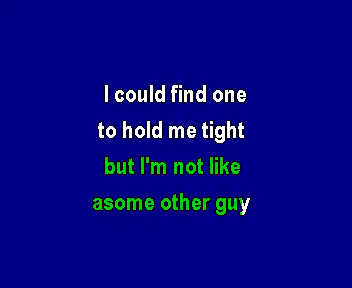 I could find one
to hold me tight
but I'm not like
asome other guy